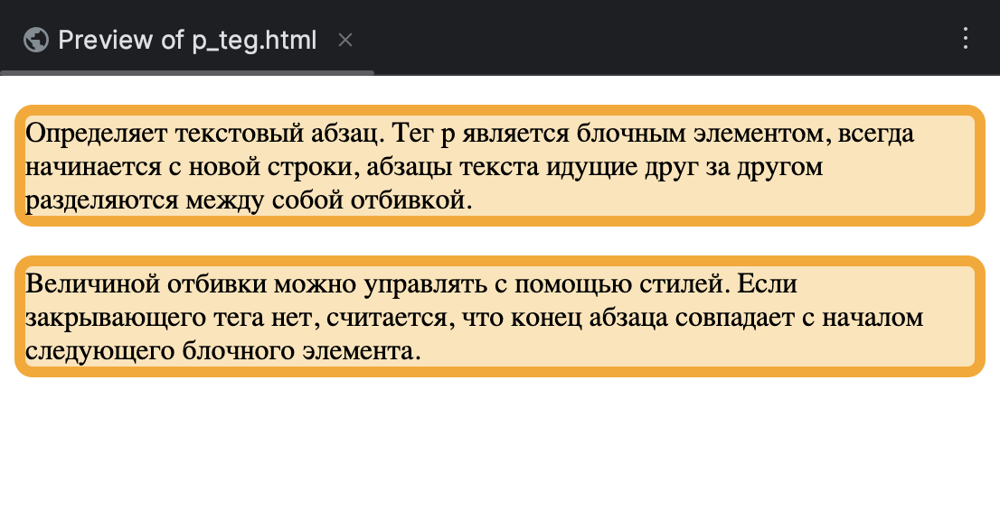 Preview of p_teg.html
Определяет текстовый абзац. Тег p является блочным элементом, всегда
начинается с новой строки, абзацы текста идущие друг за другом
разделяются между собой отбивкой.
Величиной отбивки можно управлять с помощью стилей. Если
закрывающего тега нет, считается, что конец абзаца совпадает с началом
следующего блочного элемента.